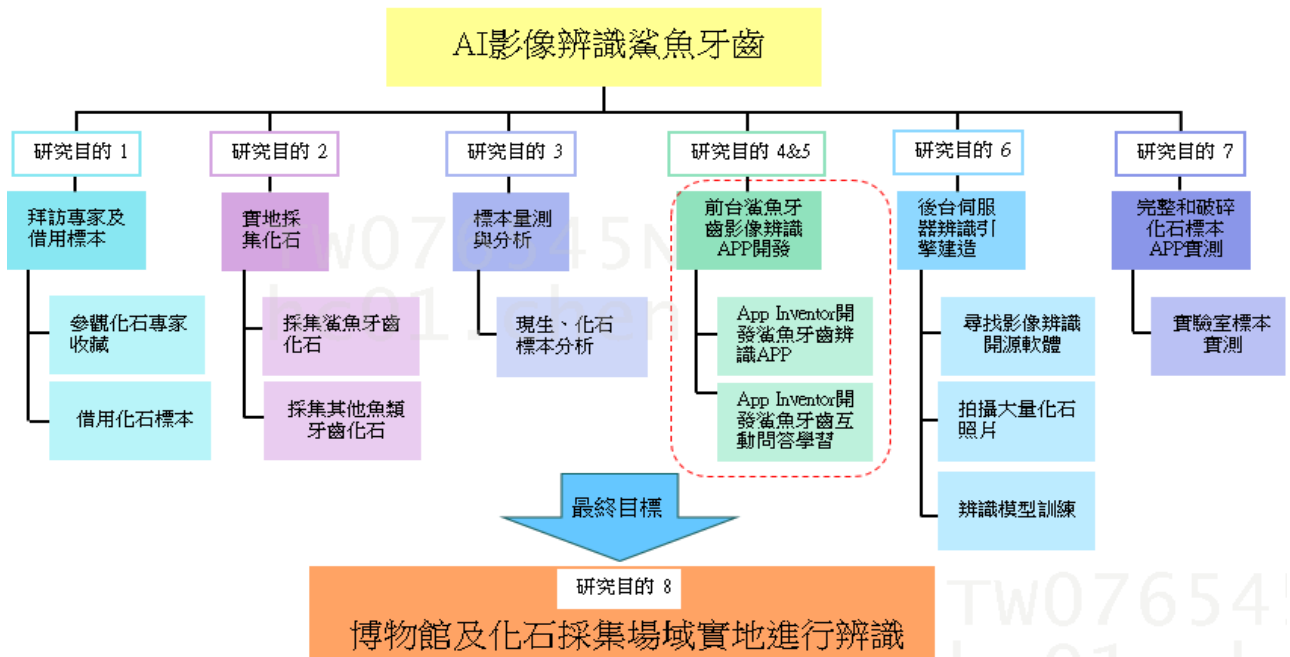 AI影像辨識鯊魚牙齒
研究目的 1
拜訪專家及
借用標本
參觀化石專家
收藏
借用化石標本
研究目的 2
實地採
集化石
採集鯊魚牙齒
化石
採集其他魚類
牙齒化石
研究目的 3
標本量測
與分析
現生、化石
標本分析
研究目的 4&5
前台鯊魚牙
齒影像辨識
APP開發
App Inventor開
發鯊魚牙齒辨
識APP
App Inventor開
發鯊魚牙齒互
動問答學習
研究目的 6
後台伺服
器辨識引
擎建造
尋找影像辨識
開源軟體
拍攝大量化石
照片
辨識模型訓練
研究目的 7
完整和破碎
化石標本
APP實測
實驗室標本
實測
最終目標
研究目的 8
博物館及化石採集場域實地進行辨識
TW076545N
hc01.chen
TW07654